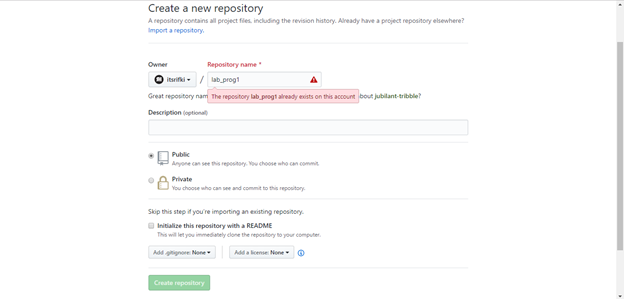 Create a new repository
A repository contains all project files, including the revision history. Already have a project repository elsewhere?
Import a repository.
Owner
Repository name *
itsrifki
/
lab_prog1
Great repository nam
The repository lab_prog1 already exists on this account
bout jubilant-tribble?
Description (optional)
Public
Anyone can see this repository. You choose who can commit.
Private
You choose who can see and commit to this repository.
Skip this step if you're importing an existing repository.
Initialize this repository with a README
This will let you immediately clone the repository to your computer.
Add .gitignore: None
Add a license: None
Create repository